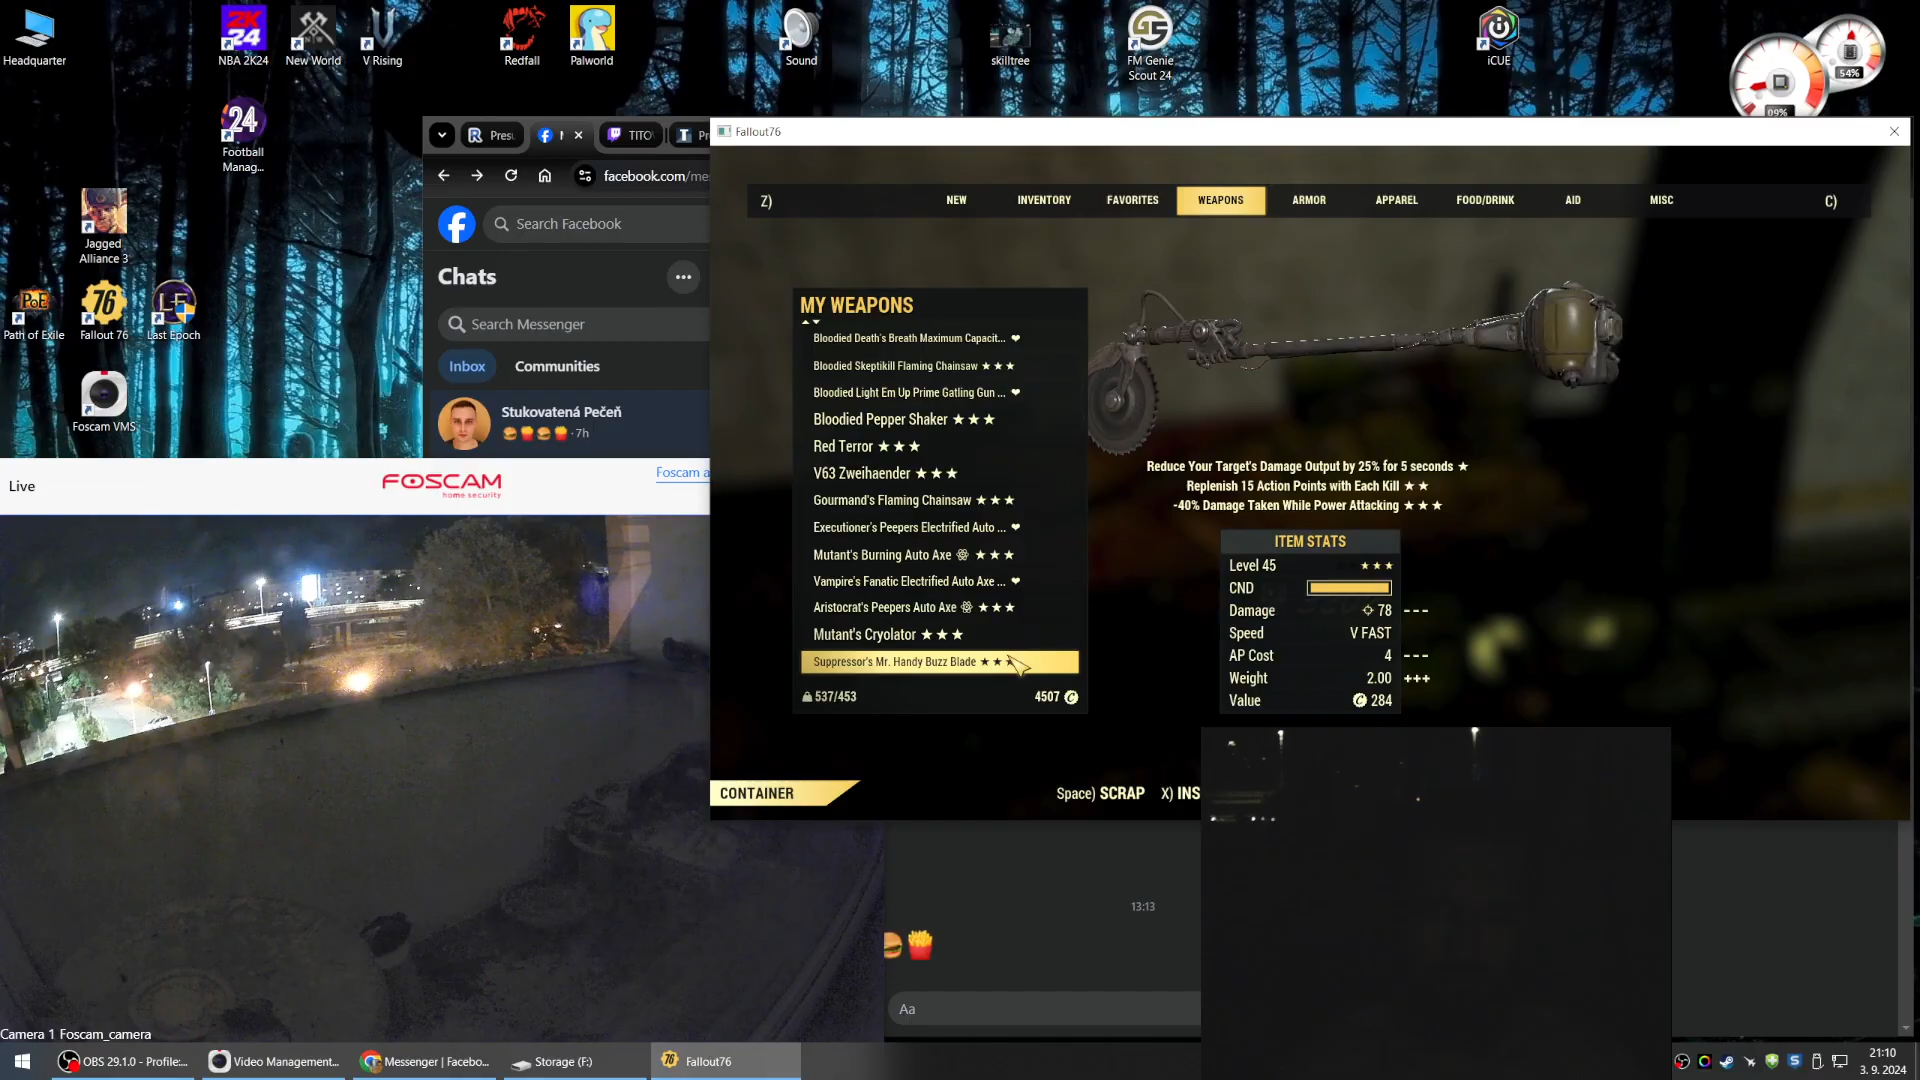 Headquarter
NBA 2K24
New World
V Rising
Redfall
Palworld
Sound
skilltree
FM Genie
Scout 24
iCUE
54%
09%
Football
Manag...
Jagged
Alliance 3
Path of Exile
Fallout 76
Last Epoch
Foscam VMS
TITO
facebook.com/me
Search Facebook
Chats
Search Messenger
Inbox
Communities
Stukovatená Pečeň
🍔🍟🍔🍟 · 7h
Fallout76
Z)
NEW
INVENTORY
FAVORITES
WEAPONS
ARMOR
APPAREL
FOOD/DRINK
AID
MISC
C)
MY WEAPONS
Bloodied Death's Breath Maximum Capacit... ❤
Bloodied Skeptikill Flaming Chainsaw ★ ★ ★
Bloodied Light Em Up Prime Gatling Gun ... ❤
Bloodied Pepper Shaker ★ ★ ★
Red Terror ★ ★ ★
V63 Zweihaender ★ ★ ★
Gourmand's Flaming Chainsaw ★ ★ ★
Executioner's Peepers Electrified Auto ... ❤
Mutant's Burning Auto Axe ★ ★ ★
Vampire's Fanatic Electrified Auto Axe ... ❤
Aristocrat's Peepers Auto Axe ★ ★ ★
Mutant's Cryolator ★ ★ ★
Suppressor's Mr. Handy Buzz Blade ★ ★ ★
537/453
4507
Reduce Your Target's Damage Output by 25% for 5 seconds ★
Replenish 15 Action Points with Each Kill ★ ★
-40% Damage Taken While Power Attacking ★ ★ ★
ITEM STATS
Level 45 ★ ★ ★
CND
Damage 78 ---
Speed V FAST
AP Cost 4 ---
Weight 2.00 +++
Value 284
CONTAINER
Space) SCRAP X) INS
Live
FOSCAM
home security
Foscam a
13:13
🍔🍟
Aa
Camera 1 Foscam_camera
OBS 29.1.0 - Profile:...
Video Management...
Messenger | Facebo...
Storage (F:)
Fallout76
21:10
3. 9. 2024